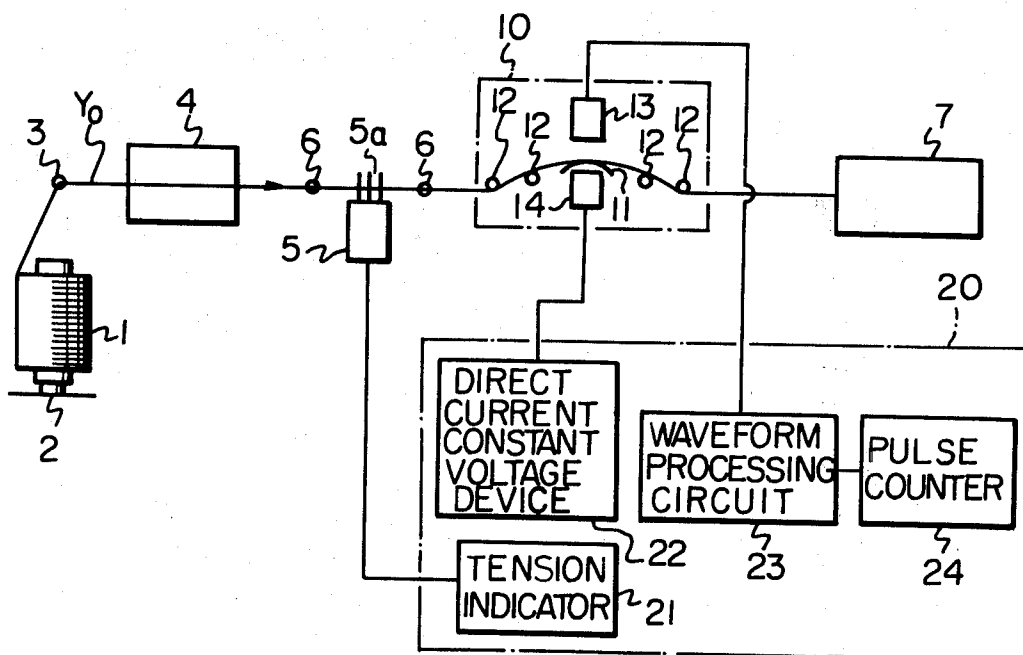 10
Y0
3
4
12
12
13
12
12
7
6
5a
6
14
11
5
1
2
20
DIRECT
CURRENT
CONSTANT
VOLTAGE
DEVICE
WAVEFORM
PROCESSING
CIRCUIT
PULSE
COUNTER
22
23
24
TENSION
INDICATOR
21